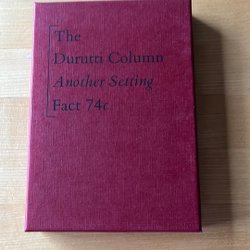 The
Durutti Column
Another Setting
Fact 74c